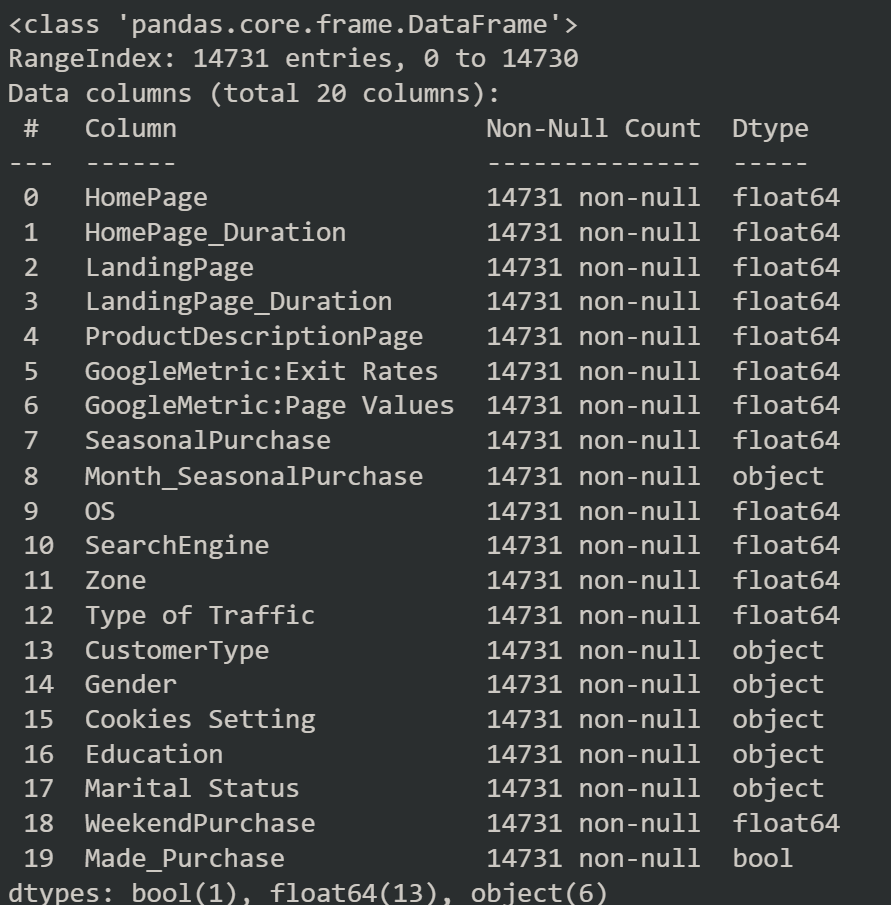 <class 'pandas.core.frame.DataFrame'>
RangeIndex: 14731 entries, 0 to 14730
Data columns (total 20 columns):
 #   Column                    Non-Null Count  Dtype
---  ------                    --------------  -----
 0   HomePage                  14731 non-null  float64
 1   HomePage_Duration         14731 non-null  float64
 2   LandingPage               14731 non-null  float64
 3   LandingPage_Duration      14731 non-null  float64
 4   ProductDescriptionPage    14731 non-null  float64
 5   GoogleMetric:Exit Rates   14731 non-null  float64
 6   GoogleMetric:Page Values  14731 non-null  float64
 7   SeasonalPurchase          14731 non-null  float64
 8   Month_SeasonalPurchase    14731 non-null  object
 9   OS                        14731 non-null  float64
 10  SearchEngine              14731 non-null  float64
 11  Zone                      14731 non-null  float64
 12  Type of Traffic           14731 non-null  float64
 13  CustomerType              14731 non-null  object
 14  Gender                    14731 non-null  object
 15  Cookies Setting           14731 non-null  object
 16  Education                 14731 non-null  object
 17  Marital Status            14731 non-null  object
 18  WeekendPurchase           14731 non-null  float64
 19  Made_Purchase             14731 non-null  bool
dtypes: bool(1), float64(13), object(6)